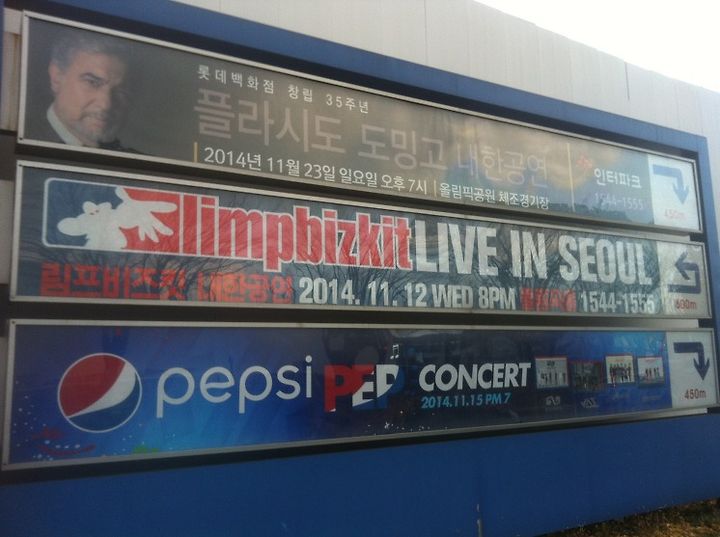 롯데백화점 창립 35주년
플라시도 도밍고 대한공연
2014년 11월 23일 일요일 오후 7시 | 올림픽공원 체조경기장
인터파크
1544-1555
450m
limpbizkit LIVE IN SEOUL
림프비즈킷 내한공연 2014. 11. 12 WED 8PM 1544-1555
600m
pepsi PEP CONCERT
2014.11.15 PM 7
450m